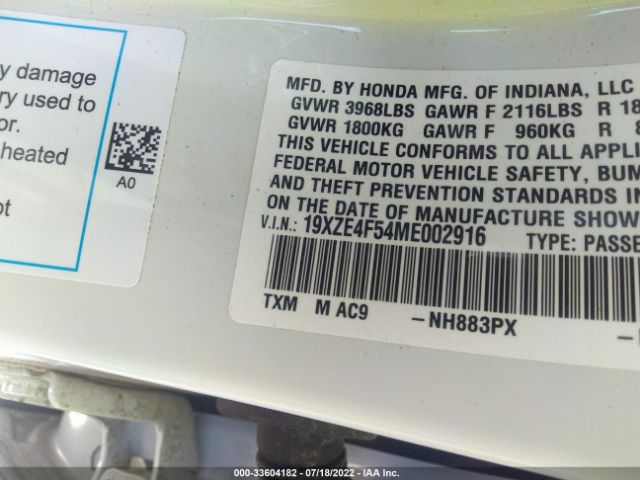 y damage
ry used to
or.
heated
ot
A0
MFD. BY HONDA MFG. OF INDIANA, LLC
GVWR 3968LBS GAWR F 2116LBS R 18
GVWR 1800KG GAWR F 960KG R 8
THIS VEHICLE CONFORMS TO ALL APPLI
FEDERAL MOTOR VEHICLE SAFETY, BUM
AND THEFT PREVENTION STANDARDS IN
ON THE DATE OF MANUFACTURE SHOW
V.I.N.: 19XZE4F54ME002916 TYPE: PASSE
TXM M AC9 -NH883PX -
000-33604182 - 07/18/2022 - IAA Inc.